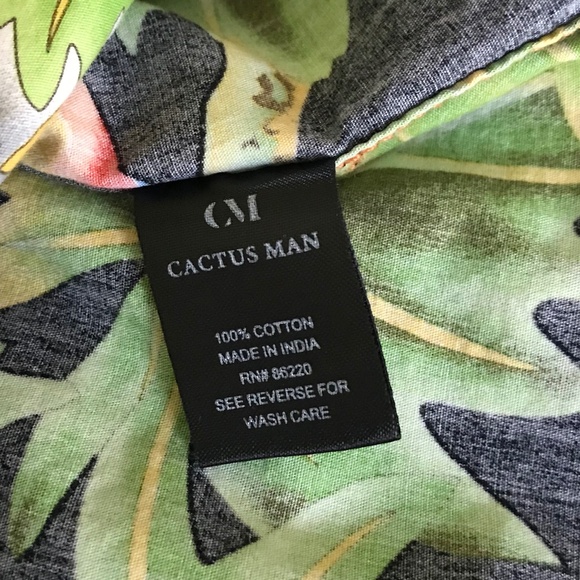 CM
CACTUS MAN
100% COTTON
MADE IN INDIA
RN# 86220
SEE REVERSE FOR
WASH CARE